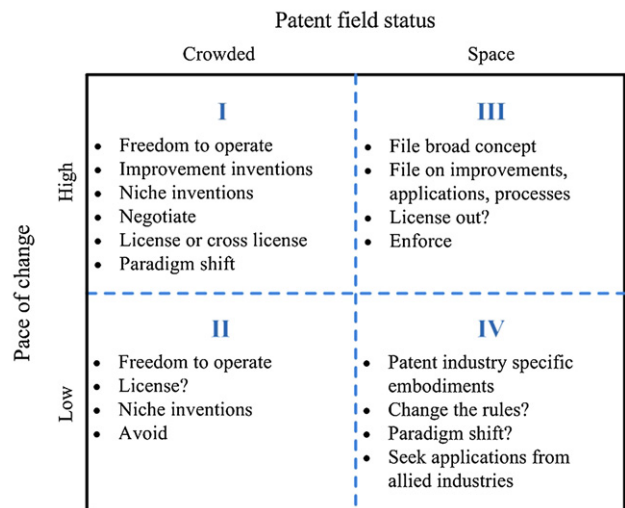 Patent field status
Crowded
Space
Pace of change
High
Low
I
• Freedom to operate
• Improvement inventions
• Niche inventions
• Negotiate
• License or cross license
• Paradigm shift
III
• File broad concept
• File on improvements,
applications, processes
• License out?
• Enforce
II
• Freedom to operate
• License?
• Niche inventions
• Avoid
IV
• Patent industry specific
embodiments
• Change the rules?
• Paradigm shift?
• Seek applications from
allied industries